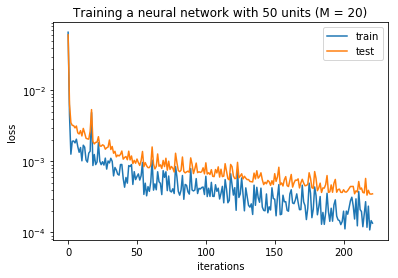 Training a neural network with 50 units (M = 20)
train
test
loss
10⁻²
10⁻³
10⁻⁴
0
50
100
150
200
iterations